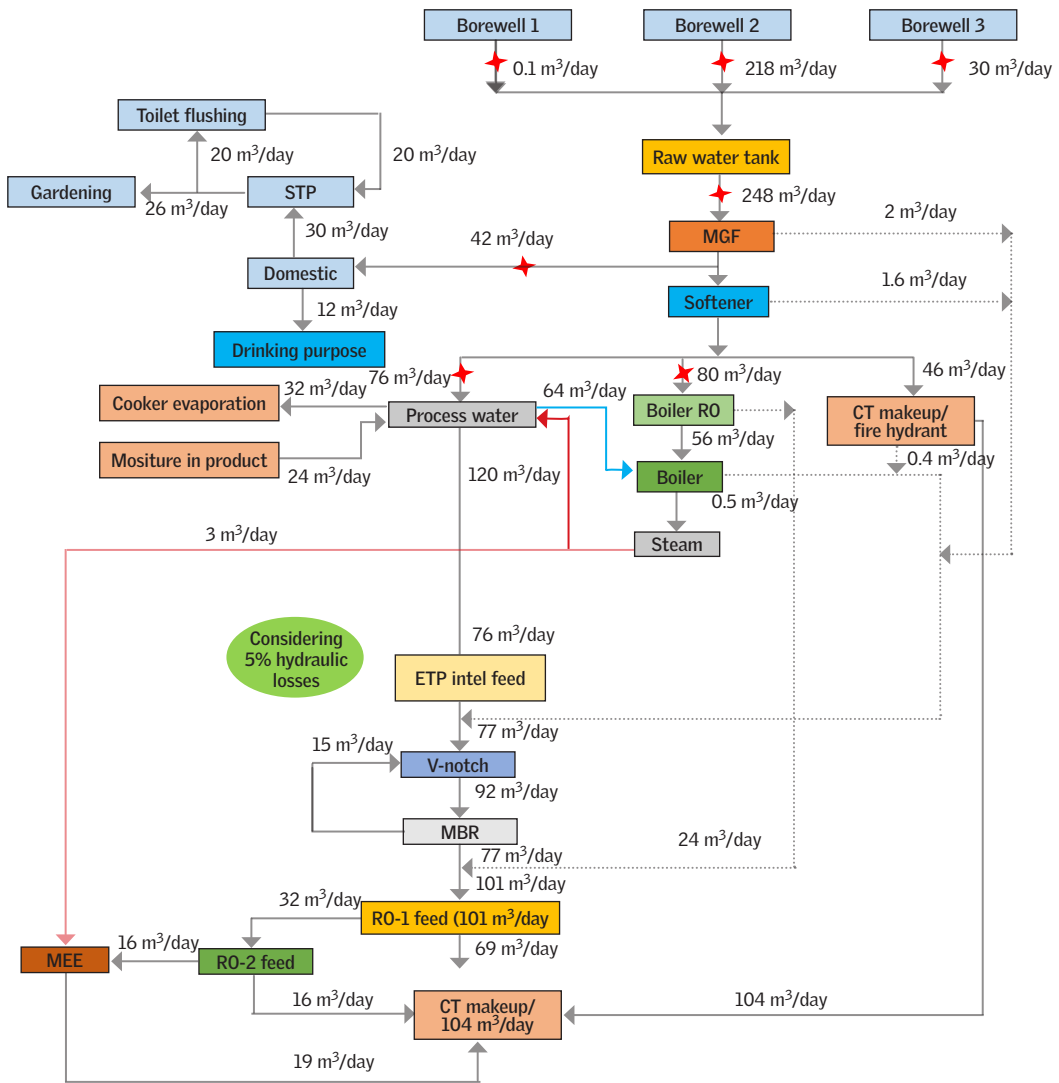 Borewell 1
Borewell 2
Borewell 3
0.1 m³/day
218 m³/day
30 m³/day
Toilet flushing
20 m³/day
20 m³/day
Raw water tank
Gardening
STP
26 m³/day
248 m³/day
2 m³/day
30 m³/day
42 m³/day
MGF
Domestic
1.6 m³/day
12 m³/day
Softener
Drinking purpose
76 m³/day
80 m³/day
46 m³/day
32 m³/day
64 m³/day
Cooker evaporation
Process water
Boiler RO
CT makeup/
fire hydrant
56 m³/day
Mositure in product
24 m³/day
120 m³/day
0.4 m³/day
Boiler
0.5 m³/day
3 m³/day
Steam
Considering
5% hydraulic
losses
76 m³/day
ETP intel feed
77 m³/day
15 m³/day
V-notch
92 m³/day
MBR
24 m³/day
77 m³/day
101 m³/day
32 m³/day
RO-1 feed (101 m³/day
69 m³/day
MEE
16 m³/day
RO-2 feed
16 m³/day
CT makeup/
104 m³/day
104 m³/day
19 m³/day